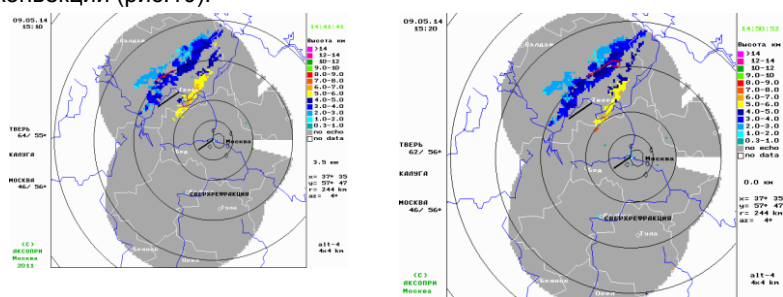 конвекции (рис.10).
09.05.14
15:10
14:41:41
Высота км
>14
12-14
10-12
9.0-10
8.0-9.0
7.0-8.0
6.0-7.0
5.0-6.0
4.0-5.0
3.0-4.0
2.0-3.0
1.0-2.0
0.3-1.0
no echo
no data
3.5 км
x= 37° 35
y= 57° 47
r= 244 km
az= 4°
alt-4
4x4 km
ТВЕРЬ
64/ 55°
КАЛУГА
МОСКВА
46/ 56°
(C)
АКСОПРИ
Москва
2011
Валдай
Тверь
Москва
СВЕРХРЕФРАКЦИЯ
Тула
09.05.14
15:20
14:50:52
Высота км
>14
12-14
10-12
9.0-10
8.0-9.0
7.0-8.0
6.0-7.0
5.0-6.0
4.0-5.0
3.0-4.0
2.0-3.0
1.0-2.0
0.3-1.0
no echo
no data
0.0 км
x= 37° 35
y= 57° 47
r= 244 km
az= 4°
alt-4
4x4 km
ТВЕРЬ
62/ 56°
КАЛУГА
МОСКВА
46/ 56°
(C)
АКСОПРИ
Москва
Валдай
Москва
СВЕРХРЕФРАКЦИЯ
Тула